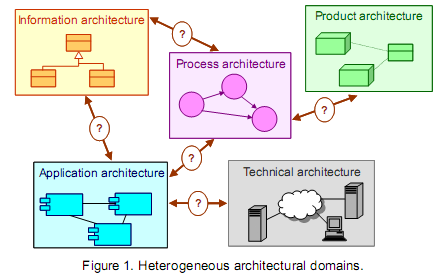 Information architecture
Product architecture
?
Process architecture
?
?
?
Application architecture
Technical architecture
?
Figure 1. Heterogeneous architectural domains.